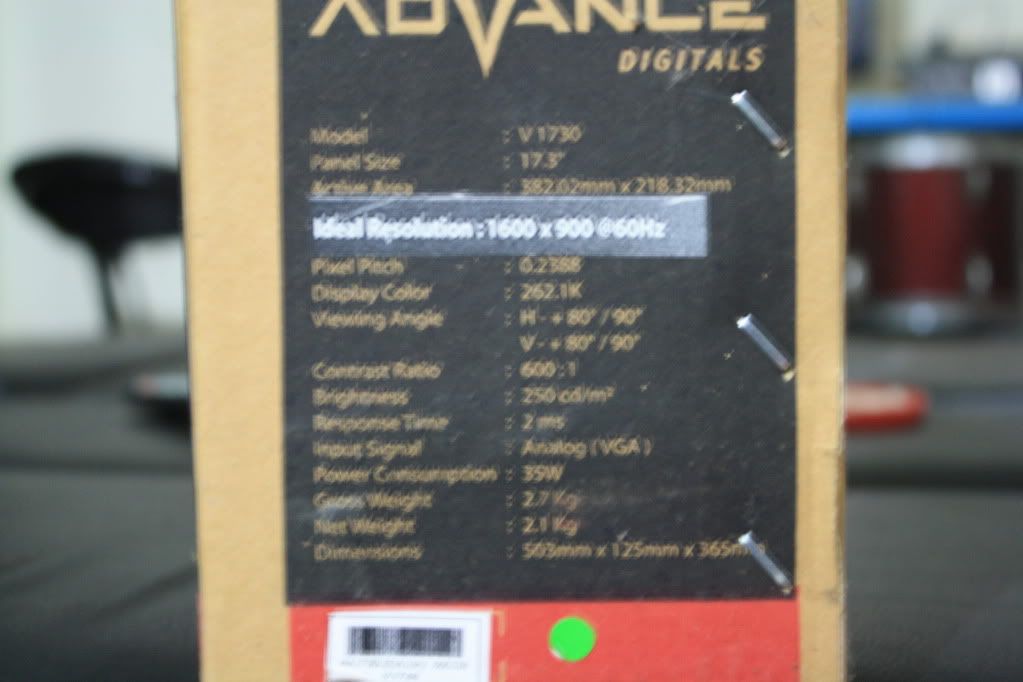 ADVANCE
DIGITALS
Model : V 1730
Panel Size : 17.3"
Active Area : 382.02mm x 218.32mm
Ideal Resolution : 1600 x 900 @60Hz
Pixel Pitch : 0.2388
Display Color : 262.1K
Viewing Angle : H - + 80° / 90°
V - + 80° / 90°
Contrast Ratio : 600 : 1
Brightness : 250 cd/m²
Response Time : 2 ms
Input Signal : Analog ( VGA )
Power Consumption : 35W
Gross Weight : 2.7 Kg
Net Weight : 2.1 Kg
Dimensions : 503mm x 125mm x 365mm